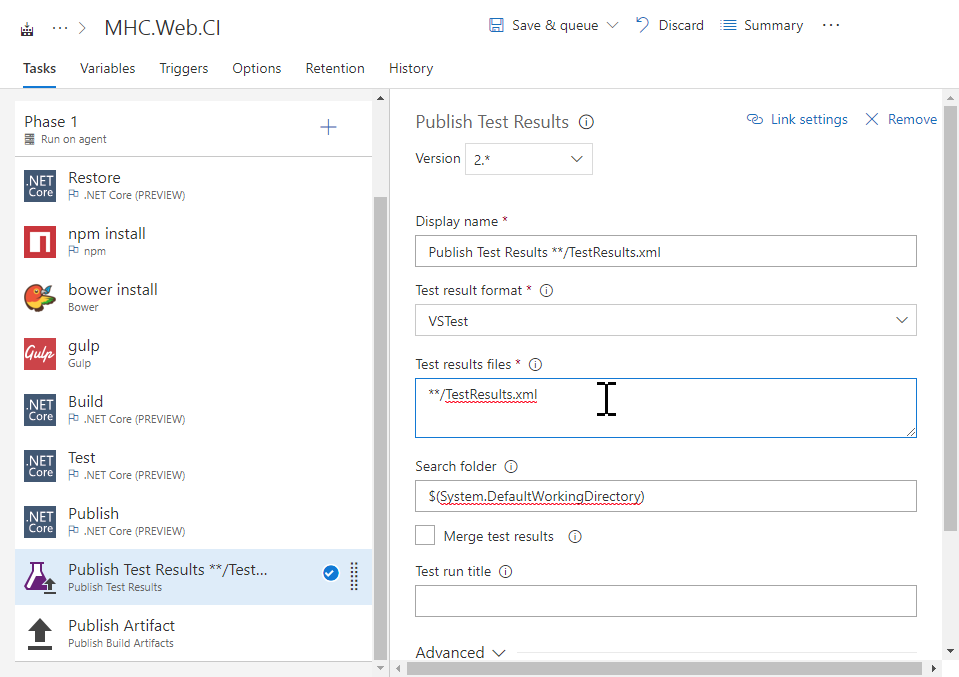 ··· > MHC.Web.CI
Save & queue Discard Summary ···
Tasks Variables Triggers Options Retention History
Phase 1
Run on agent
.NET Core Restore
.NET Core (PREVIEW)
npm install
npm
bower install
Bower
Gulp gulp
Gulp
.NET Core Build
.NET Core (PREVIEW)
.NET Core Test
.NET Core (PREVIEW)
.NET Core Publish
.NET Core (PREVIEW)
Publish Test Results **/Test...
Publish Test Results
Publish Artifact
Publish Build Artifacts
Publish Test Results
Link settings Remove
Version 2.*
Display name *
Publish Test Results **/TestResults.xml
Test result format *
VSTest
Test results files *
**/TestResults.xml
Search folder
$(System.DefaultWorkingDirectory)
Merge test results
Test run title
Advanced